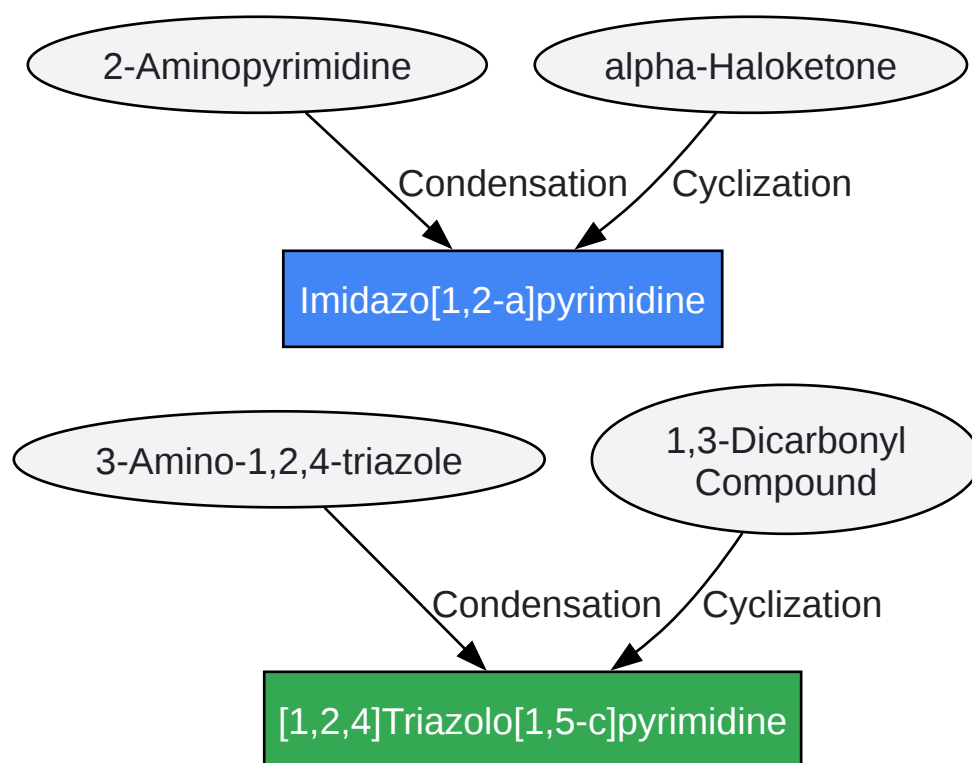 2-Aminopyrimidine
alpha-Haloketone
Condensation
Cyclization
Imidazo[1,2-a]pyrimidine
3-Amino-1,2,4-triazole
1,3-Dicarbonyl
Compound
Condensation
Cyclization
[1,2,4]Triazolo[1,5-c]pyrimidine